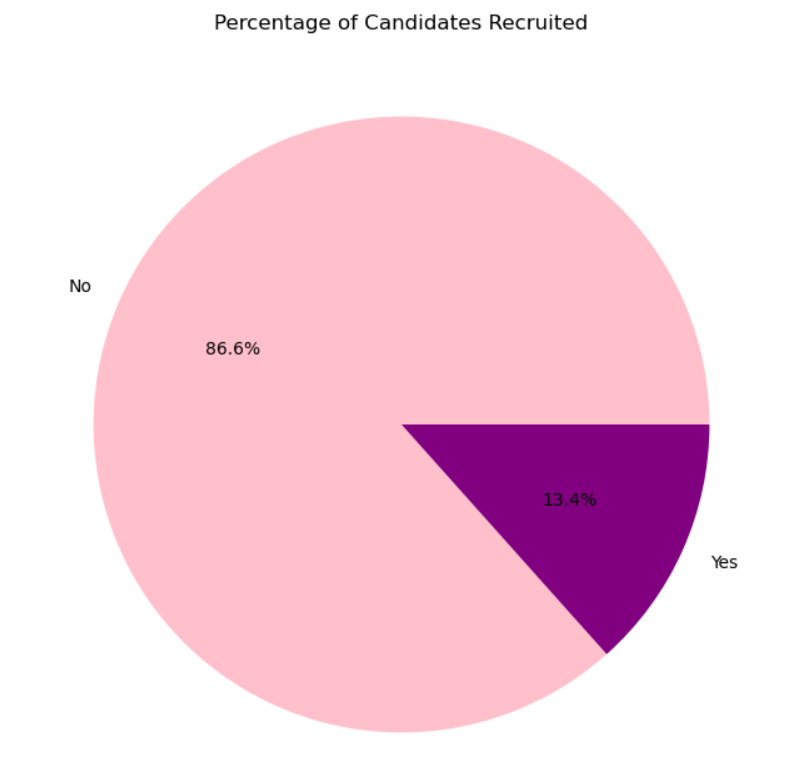 Percentage of Candidates Recruited
No
86.6%
13.4%
Yes